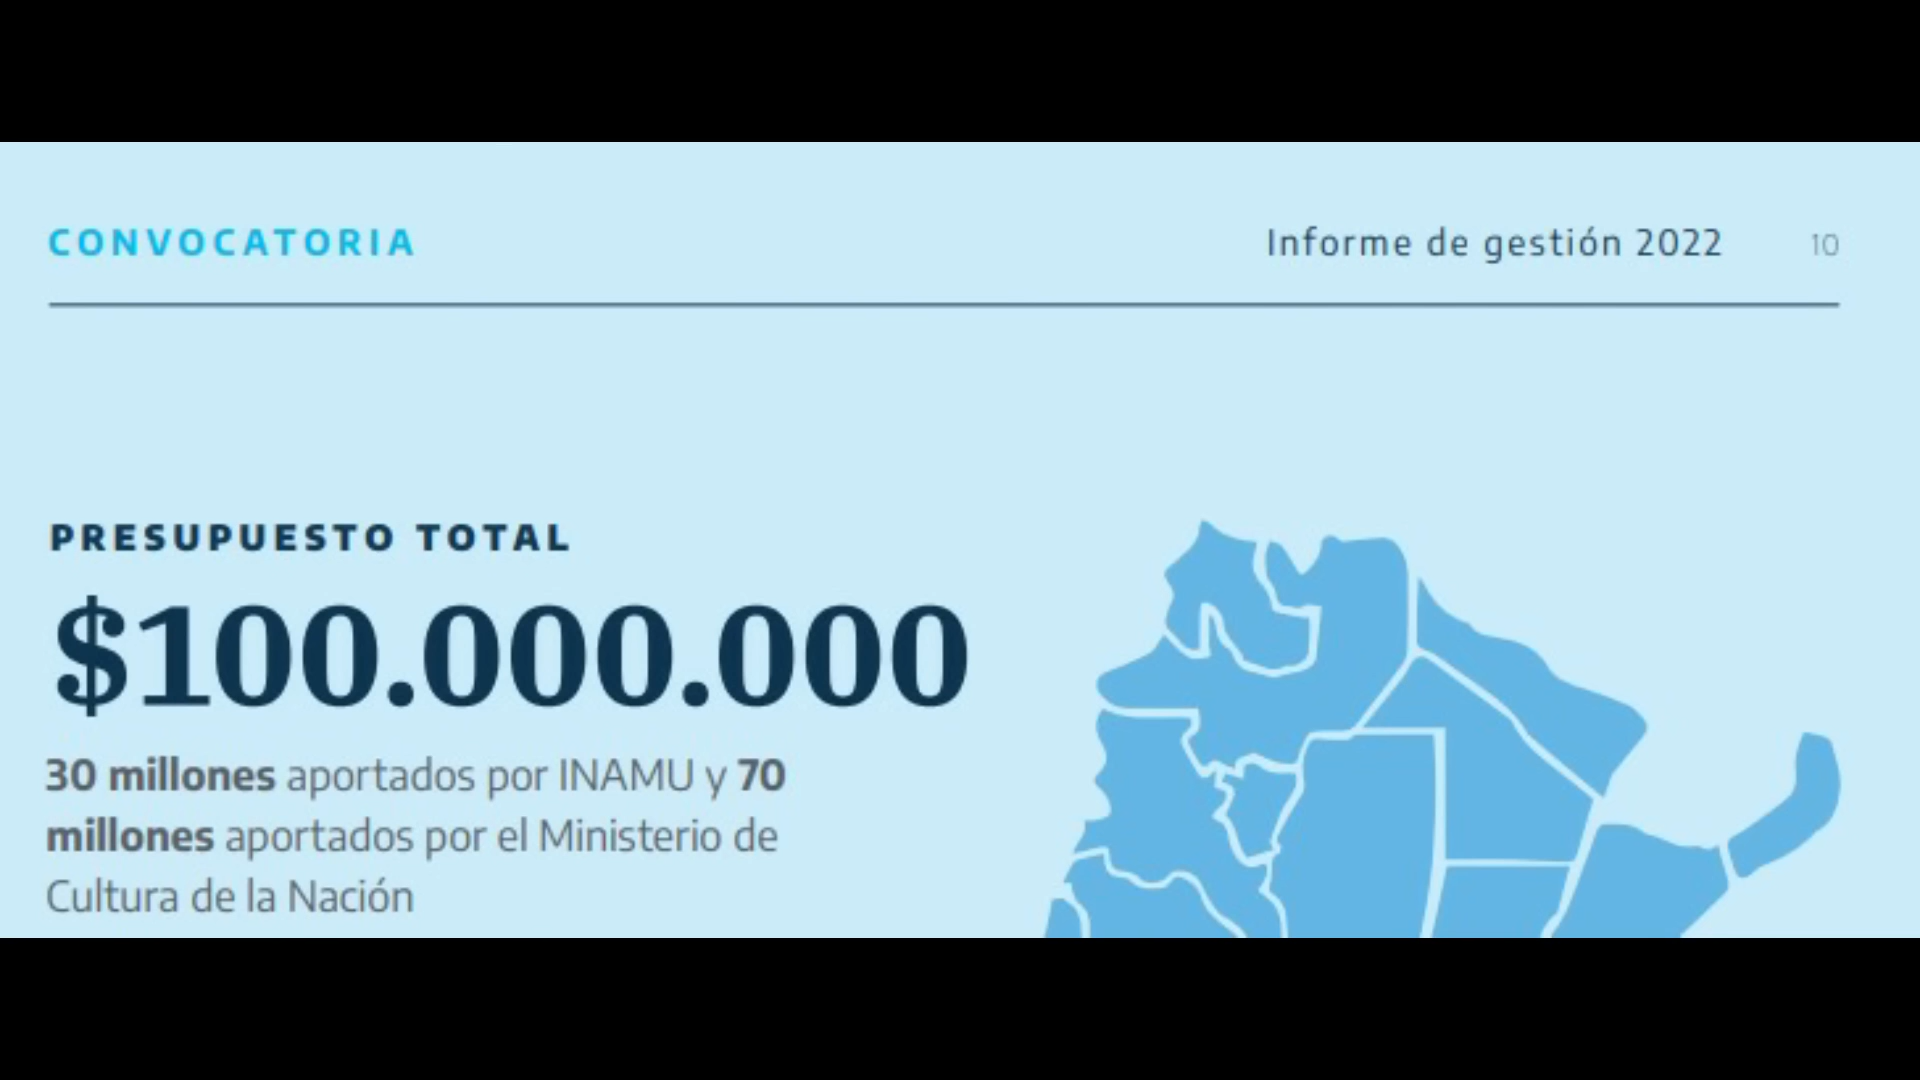 CONVOCATORIA
Informe de gestión 2022 10
PRESUPUESTO TOTAL
$100.000.000
30 millones aportados por INAMU y 70
millones aportados por el Ministerio de
Cultura de la Nación